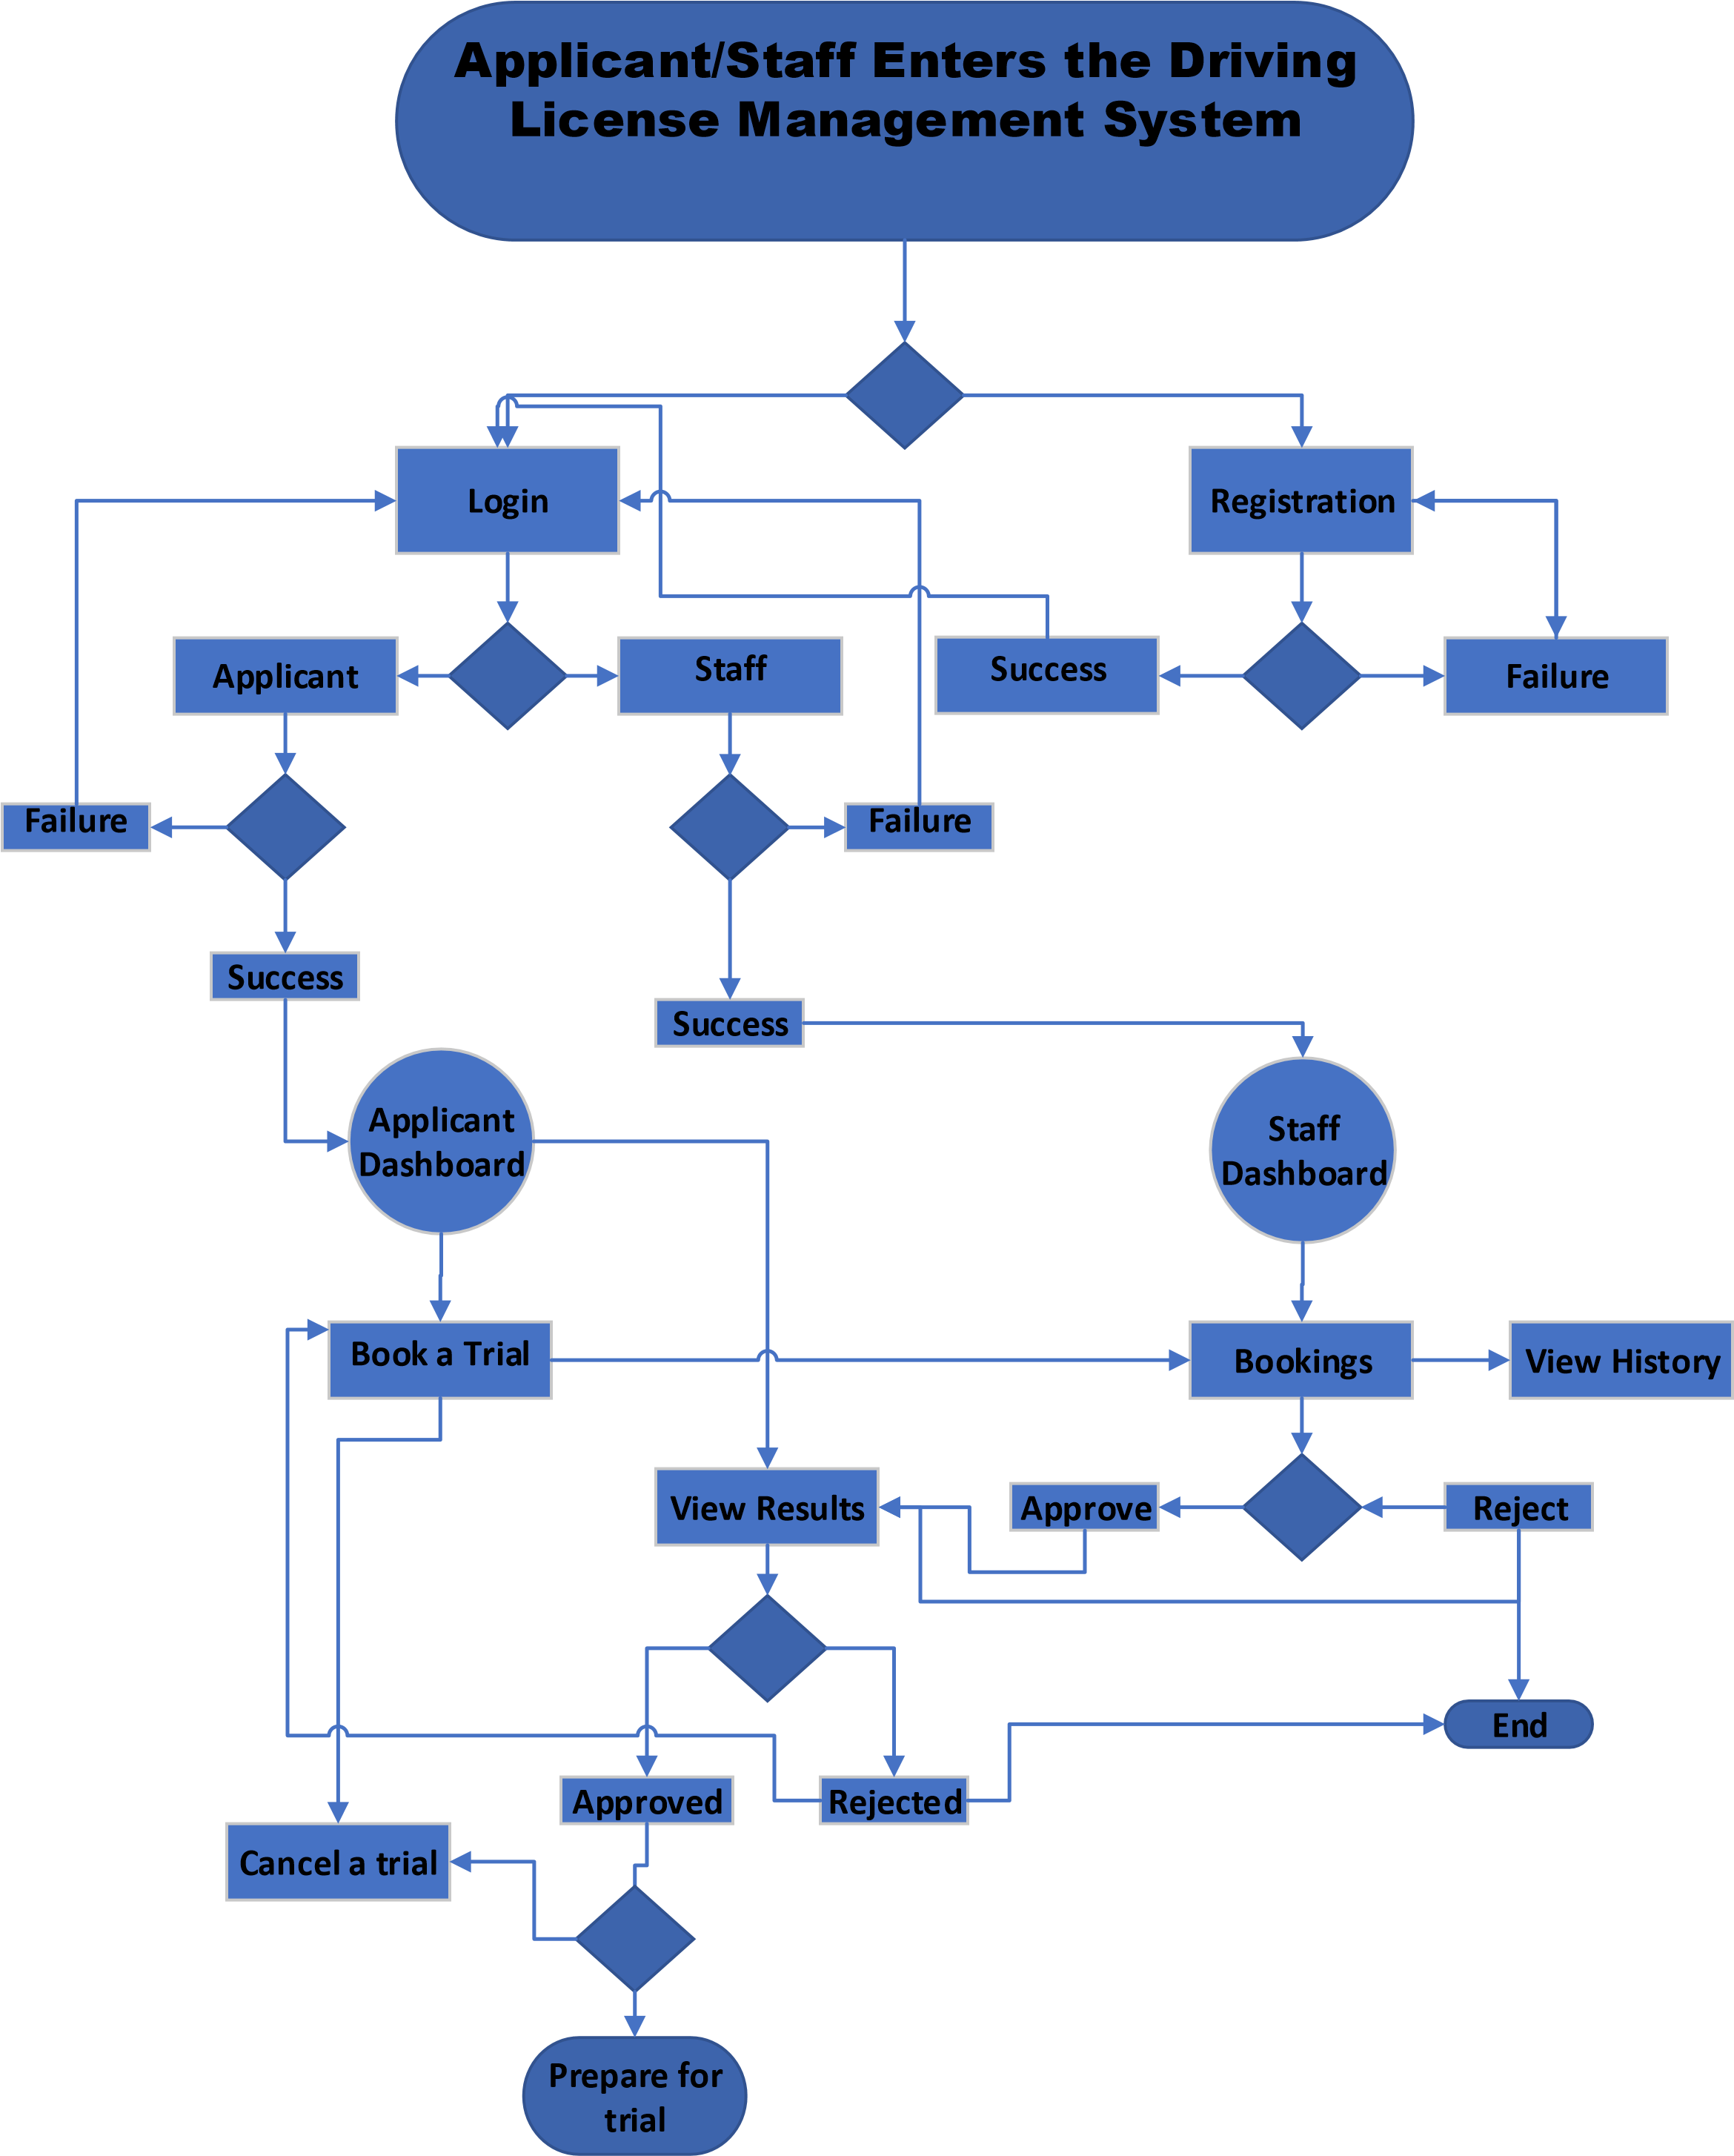 Applicant/Staff Enters the Driving
License Management System
Login
Registration
Applicant
Staff
Success
Failure
Failure
Failure
Success
Success
Applicant
Dashboard
Staff
Dashboard
Book a Trial
Bookings
View History
View Results
Approve
Reject
End
Approved
Rejected
Cancel a trial
Prepare for
trial